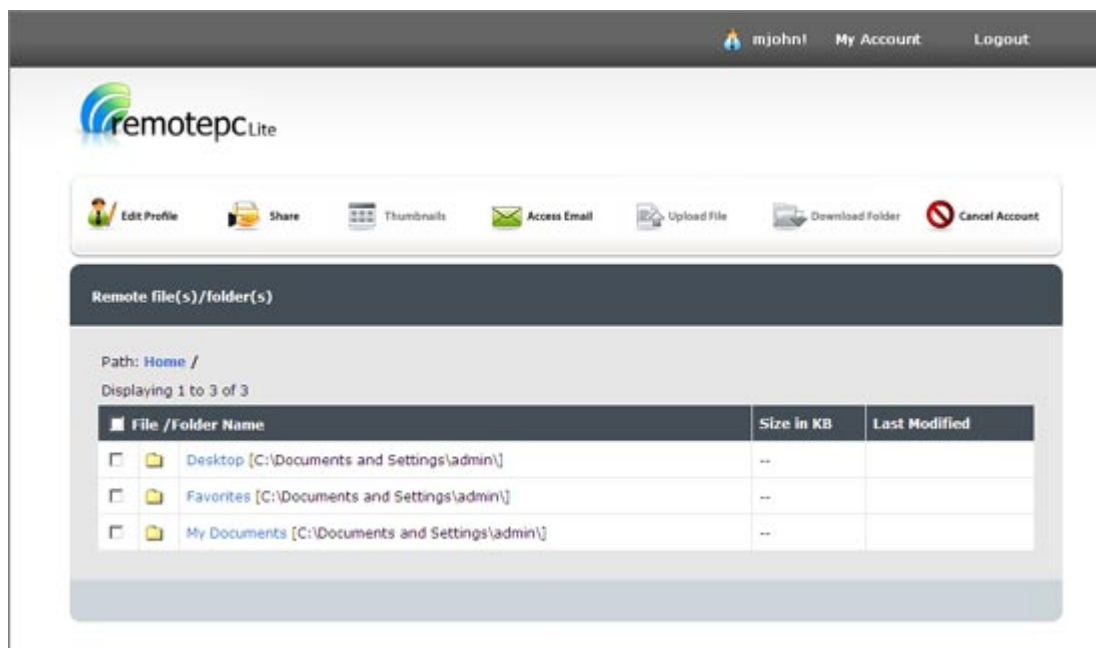 mjohn! My Account Logout
remotepc Lite
Edit Profile Share Thumbnails Access Email Upload File Download Folder Cancel Account
Remote file(s)/folder(s)
Path: Home /
Displaying 1 to 3 of 3
File /Folder Name Size in KB Last Modified
Desktop [C:\Documents and Settings\admin\] --
Favorites [C:\Documents and Settings\admin\] --
My Documents [C:\Documents and Settings\admin\] --